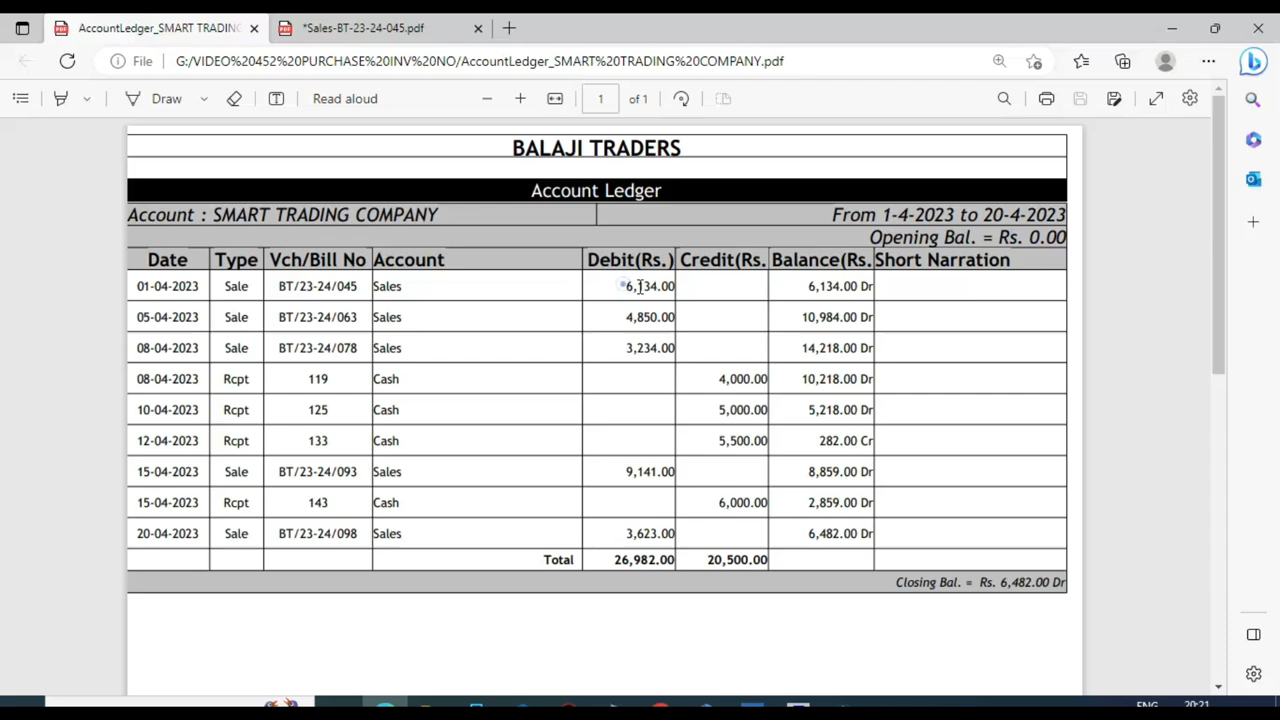 AccountLedger_SMART TRADING
*Sales-BT-23-24-045.pdf
File G:/VIDEO%20452%20PURCHASE%20INV%20NO/AccountLedger_SMART%20TRADING%20COMPANY.pdf
Draw Read aloud 1 of 1
BALAJI TRADERS
Account Ledger
Account : SMART TRADING COMPANY From 1-4-2023 to 20-4-2023
Opening Bal. = Rs. 0.00
Date Type Vch/Bill No Account Debit(Rs.) Credit(Rs. Balance(Rs. Short Narration
01-04-2023 Sale BT/23-24/045 Sales 6,134.00 6,134.00 Dr
05-04-2023 Sale BT/23-24/063 Sales 4,850.00 10,984.00 Dr
08-04-2023 Sale BT/23-24/078 Sales 3,234.00 14,218.00 Dr
08-04-2023 Rcpt 119 Cash 4,000.00 10,218.00 Dr
10-04-2023 Rcpt 125 Cash 5,000.00 5,218.00 Dr
12-04-2023 Rcpt 133 Cash 5,500.00 282.00 Cr
15-04-2023 Sale BT/23-24/093 Sales 9,141.00 8,859.00 Dr
15-04-2023 Rcpt 143 Cash 6,000.00 2,859.00 Dr
20-04-2023 Sale BT/23-24/098 Sales 3,623.00 6,482.00 Dr
Total 26,982.00 20,500.00
Closing Bal. = Rs. 6,482.00 Dr
ENG 20:21